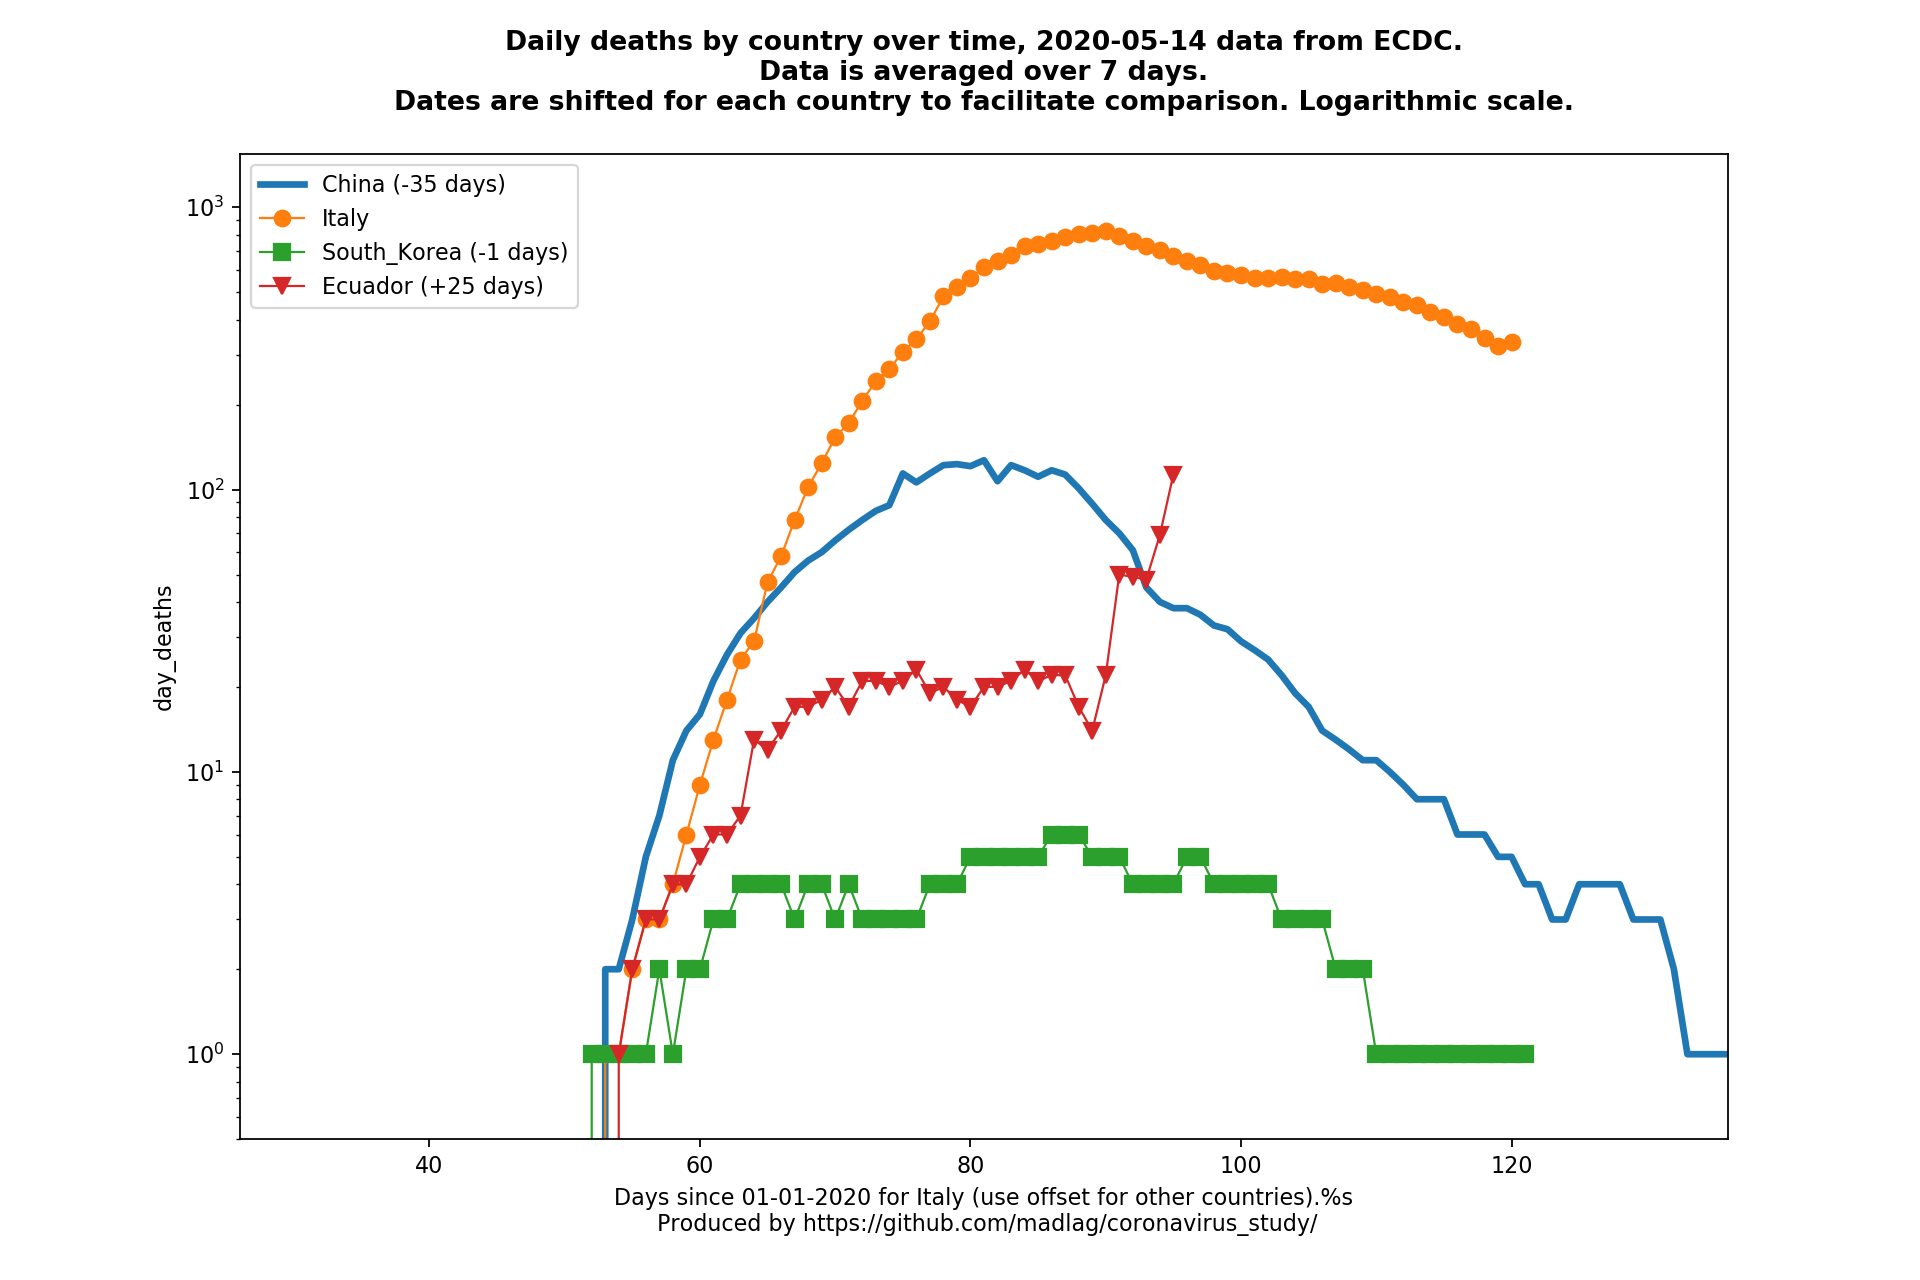 Daily deaths by country over time, 2020-05-14 data from ECDC.
Data is averaged over 7 days.
Dates are shifted for each country to facilitate comparison. Logarithmic scale.
China (-35 days)
Italy
South_Korea (-1 days)
Ecuador (+25 days)
10³
10²
10¹
10⁰
day_deaths
40 60 80 100 120
Days since 01-01-2020 for Italy (use offset for other countries).%s
Produced by https://github.com/madlag/coronavirus_study/